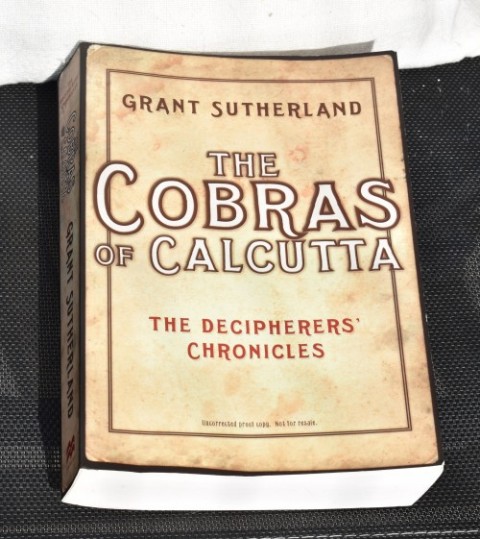 GRANT SUTHERLAND
THE
COBRAS
OF CALCUTTA
THE DECIPHERERS'
CHRONICLES
Uncorrected proof copy. Not for resale.
GRANT SUTHERLAND